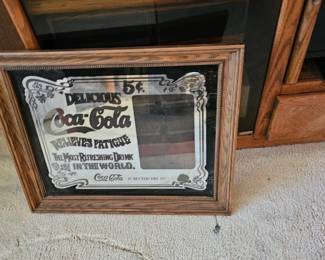 5¢
DELICIOUS
Coca-Cola
RELIEVES FATIGUE
THE MOST REFRESHING DRINK
IN THE WORLD.
Coca-Cola